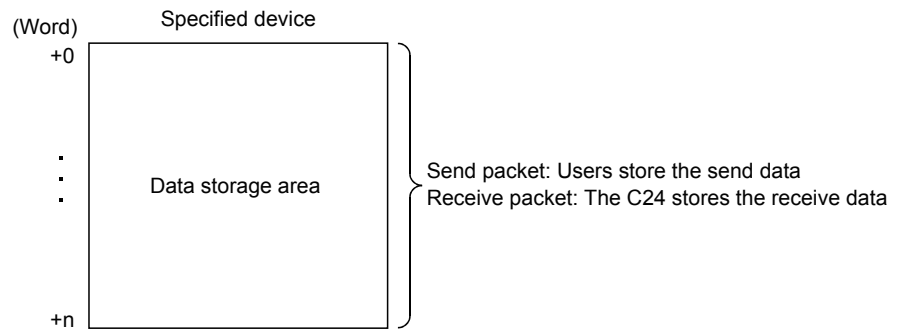 Specified device
(Word)
+0
.
.
.
Data storage area
Send packet: Users store the send data
Receive packet: The C24 stores the receive data
+n